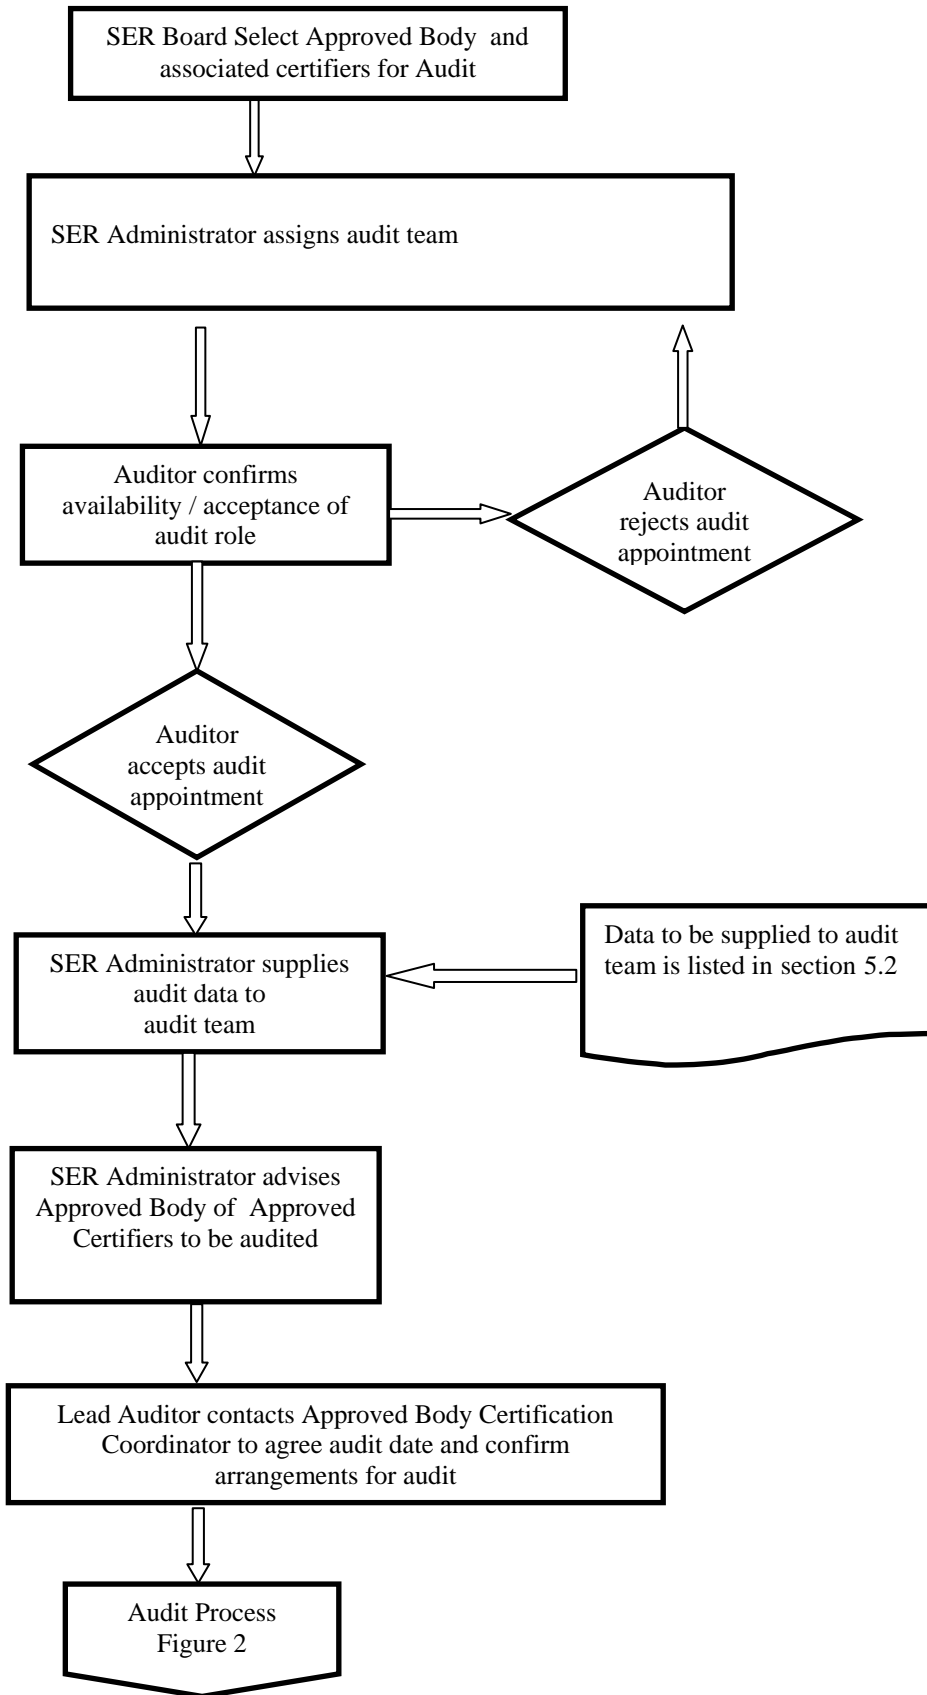 SER Board Select Approved Body and
associated certifiers for Audit
SER Administrator assigns audit team
Auditor confirms
availability / acceptance of
audit role
Auditor
rejects audit
appointment
Auditor
accepts audit
appointment
SER Administrator supplies
audit data to
audit team
Data to be supplied to audit
team is listed in section 5.2
SER Administrator advises
Approved Body of Approved
Certifiers to be audited
Lead Auditor contacts Approved Body Certification
Coordinator to agree audit date and confirm
arrangements for audit
Audit Process
Figure 2